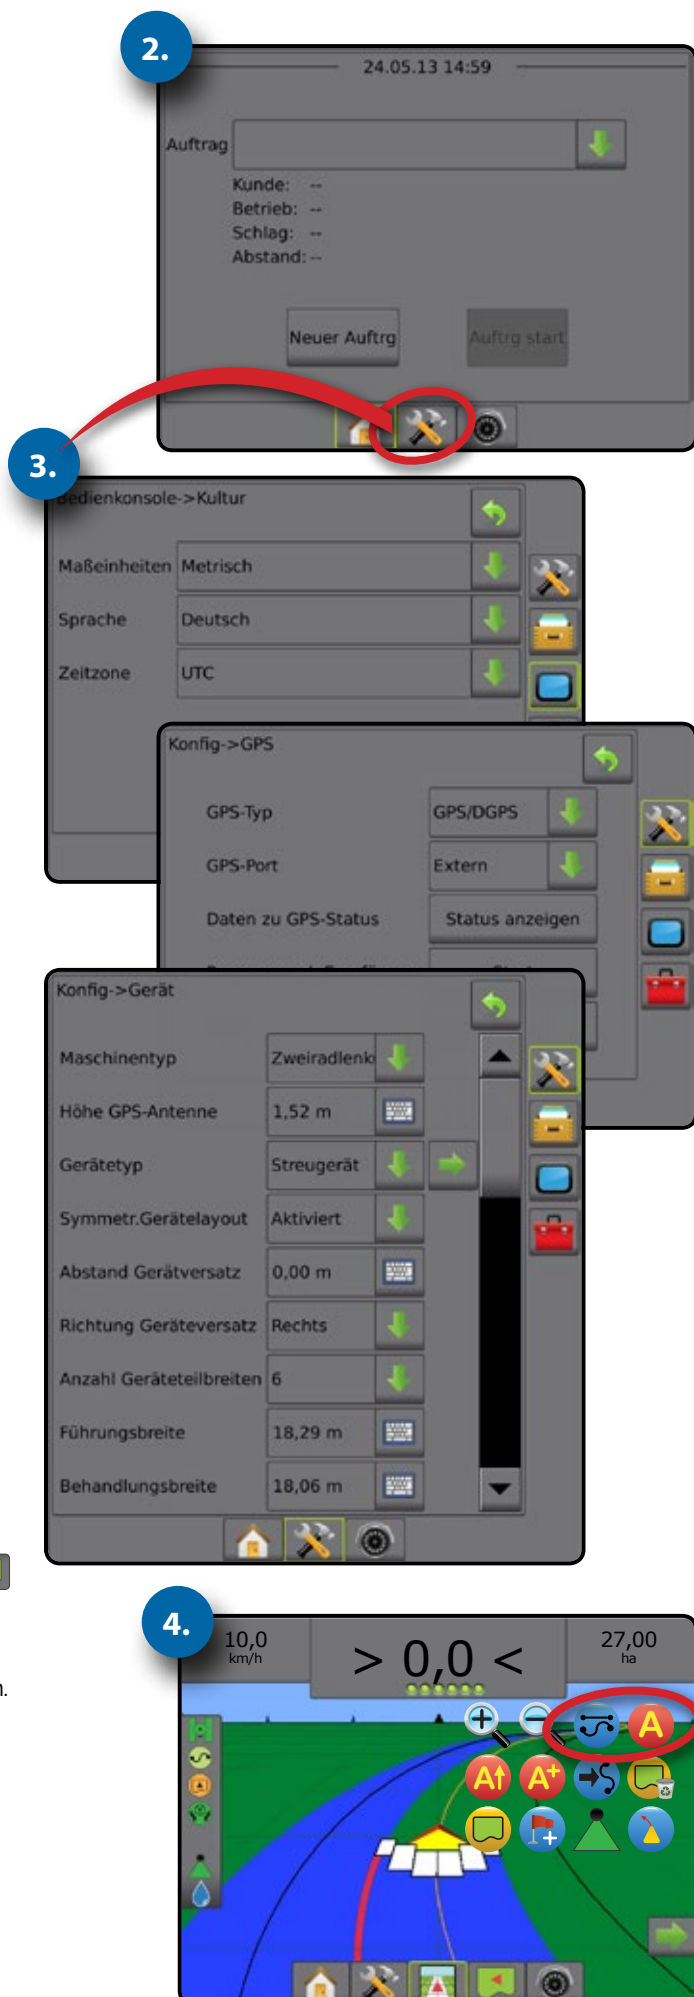 2.
24.05.13 14:59
Auftrag
Kunde: --
Betrieb: --
Schlag: --
Abstand: --
Neuer Auftrg
Auftrg start
3.
Bedienkonsole->Kultur
Maßeinheiten Metrisch
Sprache Deutsch
Zeitzone UTC
Konfig->GPS
GPS-Typ GPS/DGPS
GPS-Port Extern
Daten zu GPS-Status Status anzeigen
Konfig->Gerät
Maschinentyp Zweiradlenk
Höhe GPS-Antenne 1,52 m
Gerätetyp Streugerät
Symmetr.Gerätelayout Aktiviert
Abstand Gerätversatz 0,00 m
Richtung Geräteversatz Rechts
Anzahl Geräteteilbreiten 6
Führungsbreite 18,29 m
Behandlungsbreite 18,06 m
4.
10,0
km/h
> 0,0 <
27,00
ha
A
A A+